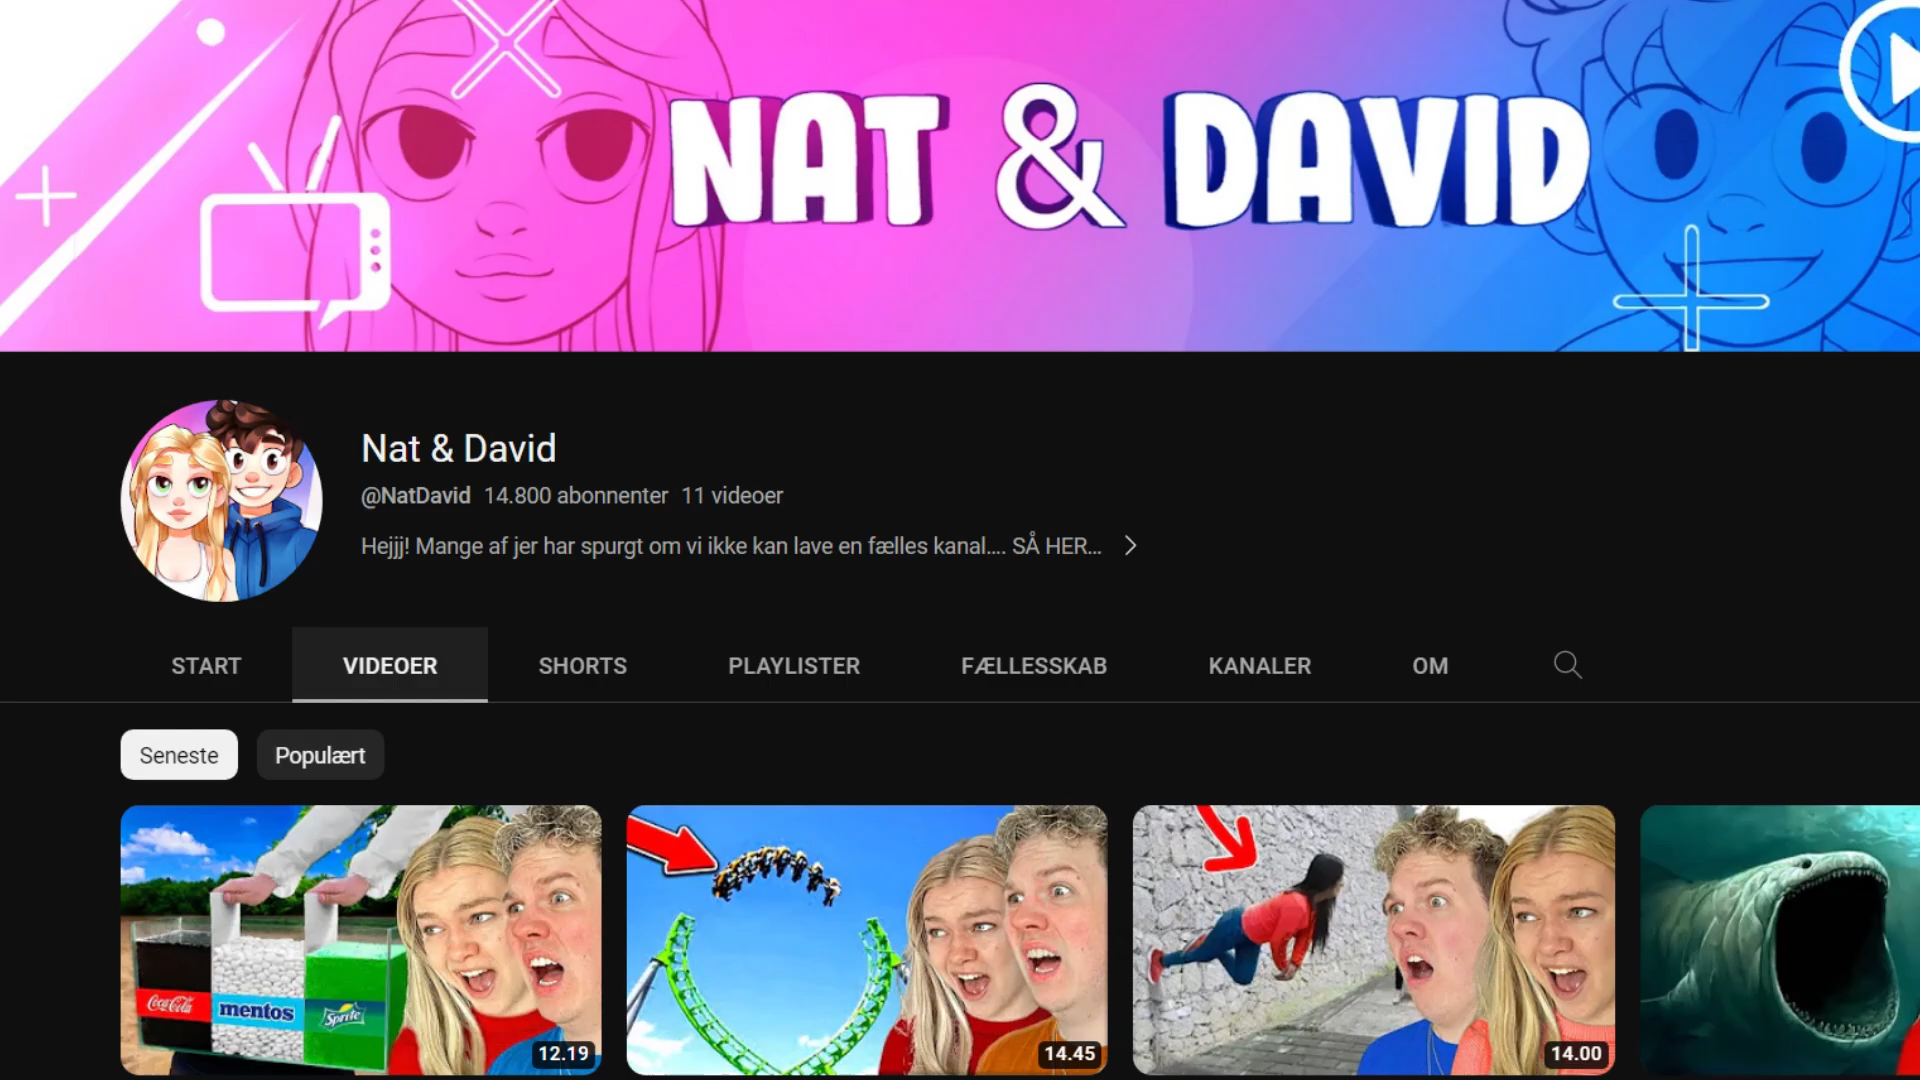 NAT & DAVID
Nat & David
@NatDavid 14.800 abonnenter 11 videoer
Hejjj! Mange af jer har spurgt om vi ikke kan lave en fælles kanal.... SÅ HER...
START VIDEOER SHORTS PLAYLISTER FÆLLESSKAB KANALER OM
Seneste Populært
Coca-Cola mentos Sprite
12.19 14.45 14.00